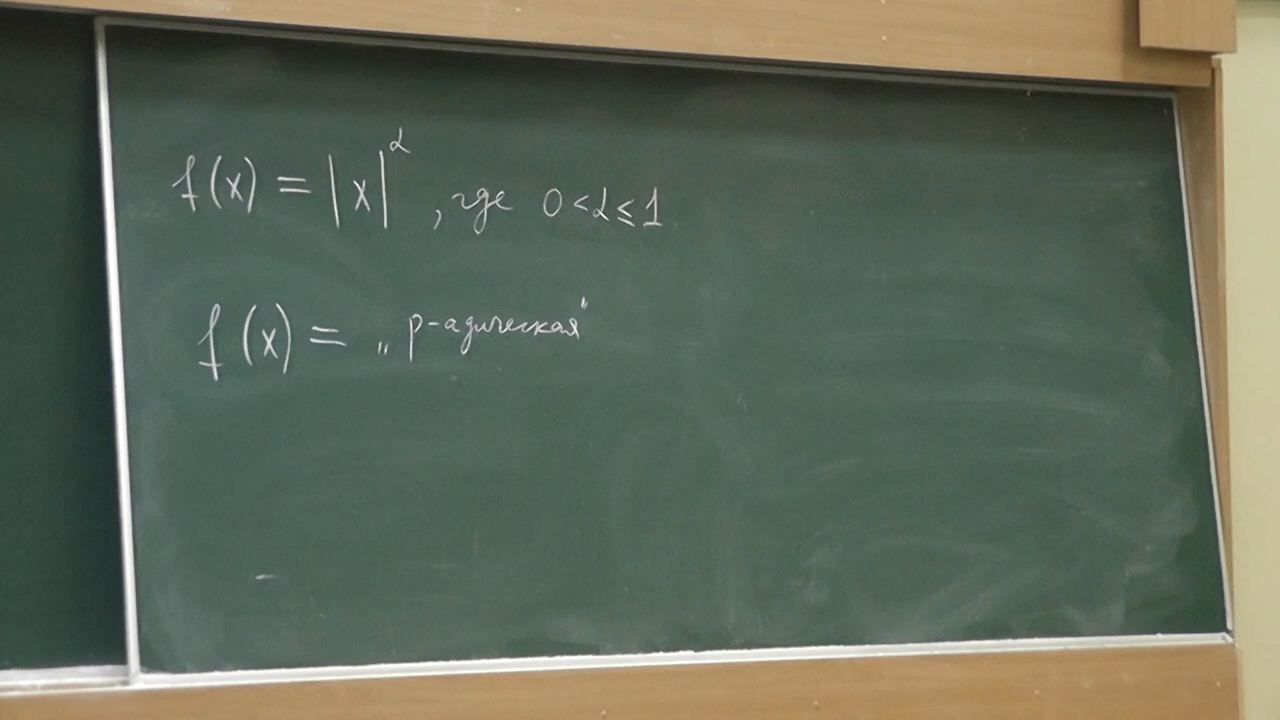 f(x) = |x|^α, где 0<α≤1
f(x) = „p-адическая"